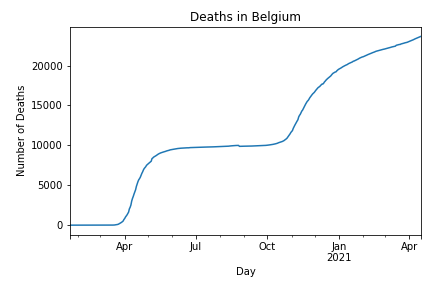 Deaths in Belgium
Number of Deaths
20000
15000
10000
5000
0
Apr Jul Oct Jan Apr
2021
Day